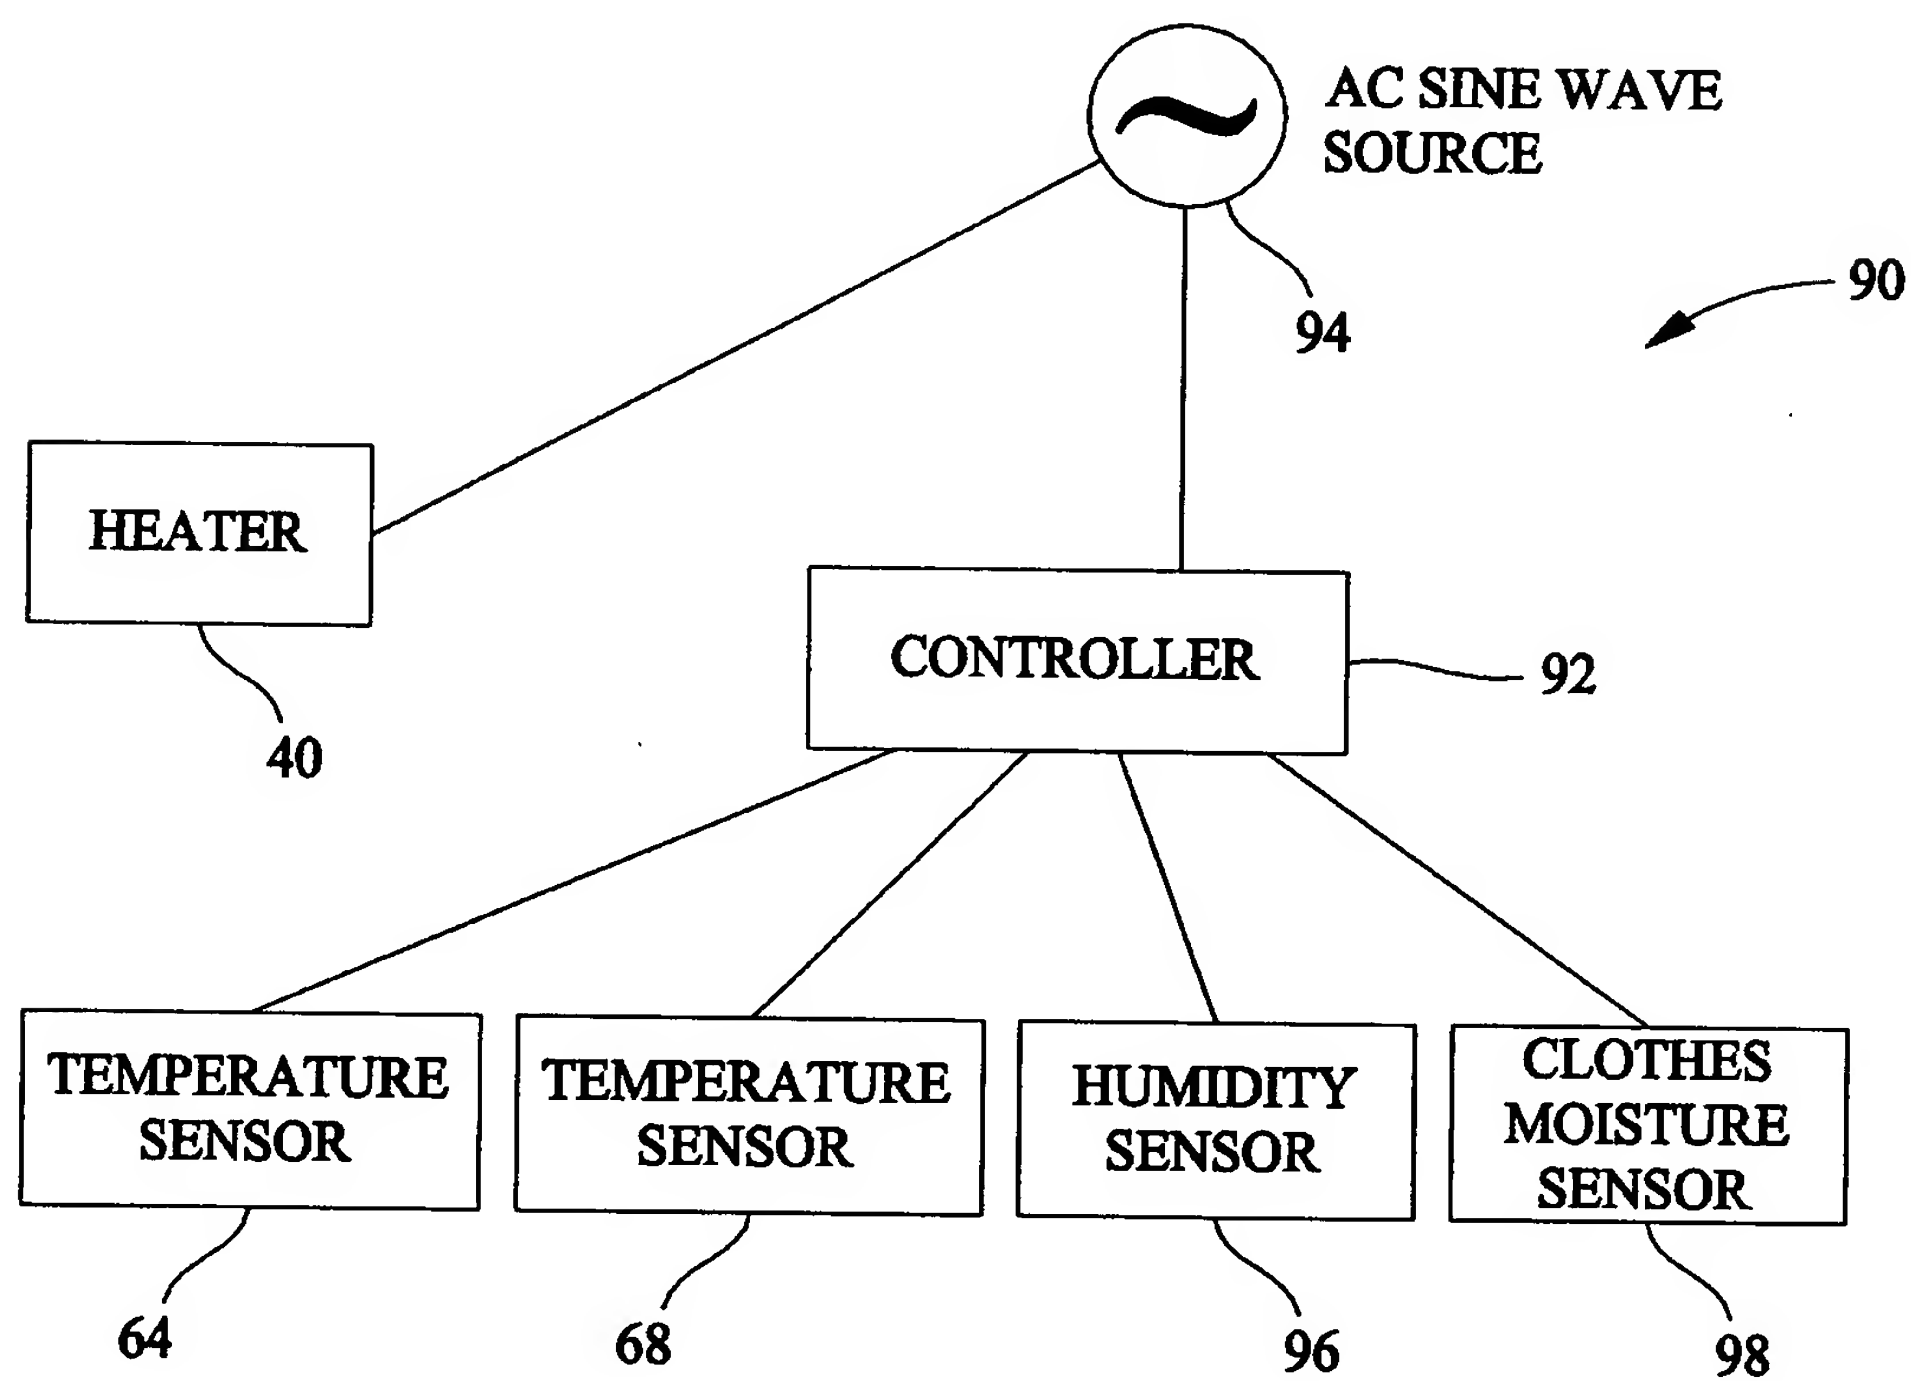 AC SINE WAVE
SOURCE
90
94
HEATER
CONTROLLER
92
40
TEMPERATURE
SENSOR
TEMPERATURE
SENSOR
HUMIDITY
SENSOR
CLOTHES
MOISTURE
SENSOR
64
68
96
98